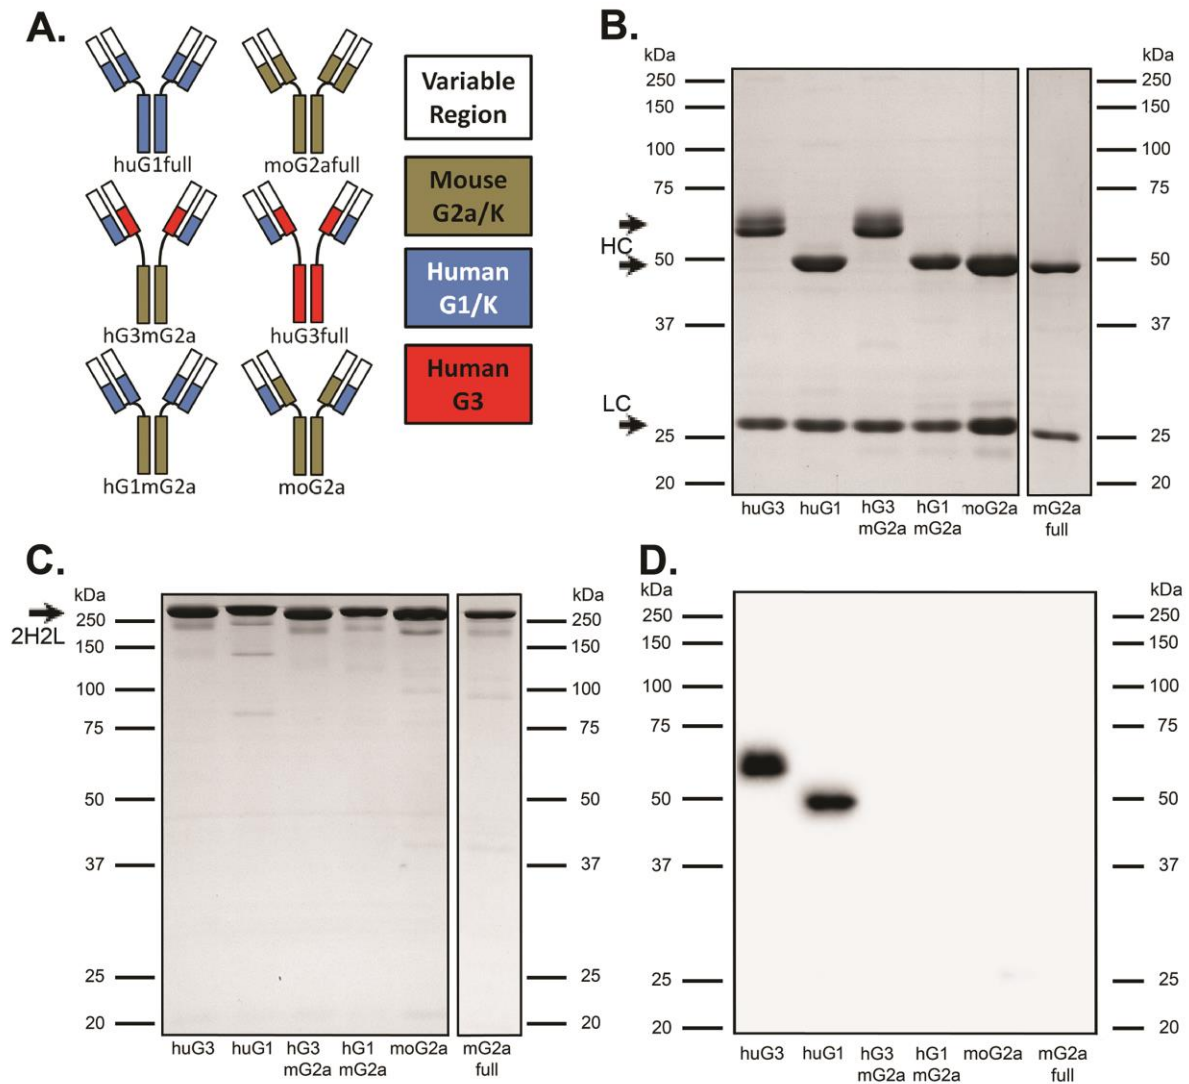 A.
huG1full
moG2afull
hG3mG2a
huG3full
hG1mG2a
moG2a
Variable
Region
Mouse
G2a/K
Human
G1/K
Human
G3
B.
kDa
kDa
250
250
150
150
100
100
75
75
HC
50
50
37
37
LC
25
25
20
20
huG3 huG1 hG3 hG1 moG2a mG2a
mG2a mG2a full
C.
kDa
kDa
250
250
2H2L
150
150
100
100
75
75
50
50
37
37
25
25
20
20
huG3 huG1 hG3 hG1 moG2a mG2a
mG2a mG2a full
D.
kDa
kDa
250
250
150
150
100
100
75
75
50
50
37
37
25
25
20
20
huG3 huG1 hG3 hG1 moG2a mG2a
mG2a mG2a full